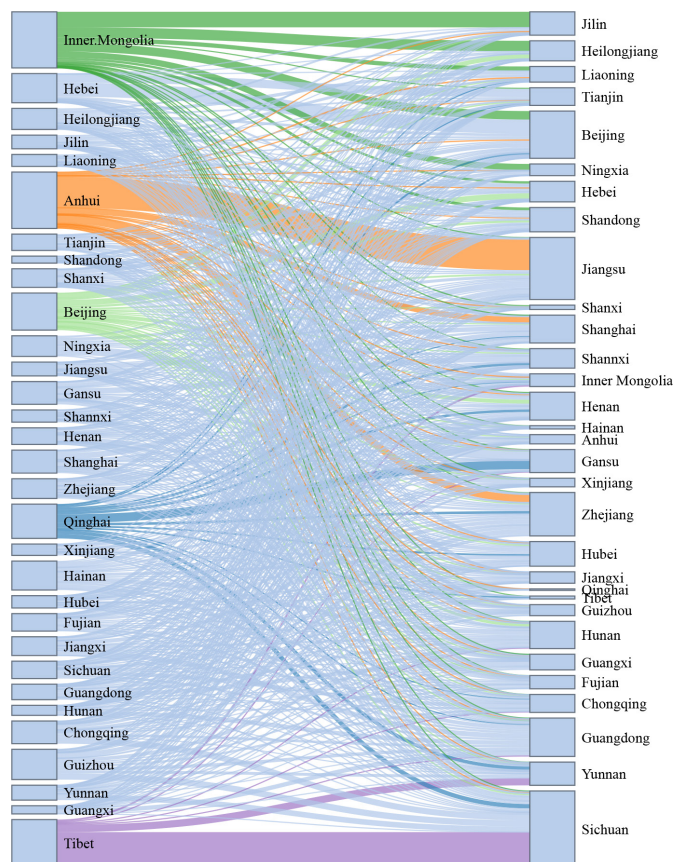 Inner.Mongolia
Hebei
Heilongjiang
Jilin
Liaoning
Anhui
Tianjin
Shandong
Shanxi
Beijing
Ningxia
Jiangsu
Gansu
Shannxi
Henan
Shanghai
Zhejiang
Qinghai
Xinjiang
Hainan
Hubei
Fujian
Jiangxi
Sichuan
Guangdong
Hunan
Chongqing
Guizhou
Yunnan
Guangxi
Tibet
Jilin
Heilongjiang
Liaoning
Tianjin
Beijing
Ningxia
Hebei
Shandong
Jiangsu
Shanxi
Shanghai
Shannxi
Inner Mongolia
Henan
Hainan
Anhui
Gansu
Xinjiang
Zhejiang
Hubei
Jiangxi
Qinghai
Tibet
Guizhou
Hunan
Guangxi
Fujian
Chongqing
Guangdong
Yunnan
Sichuan